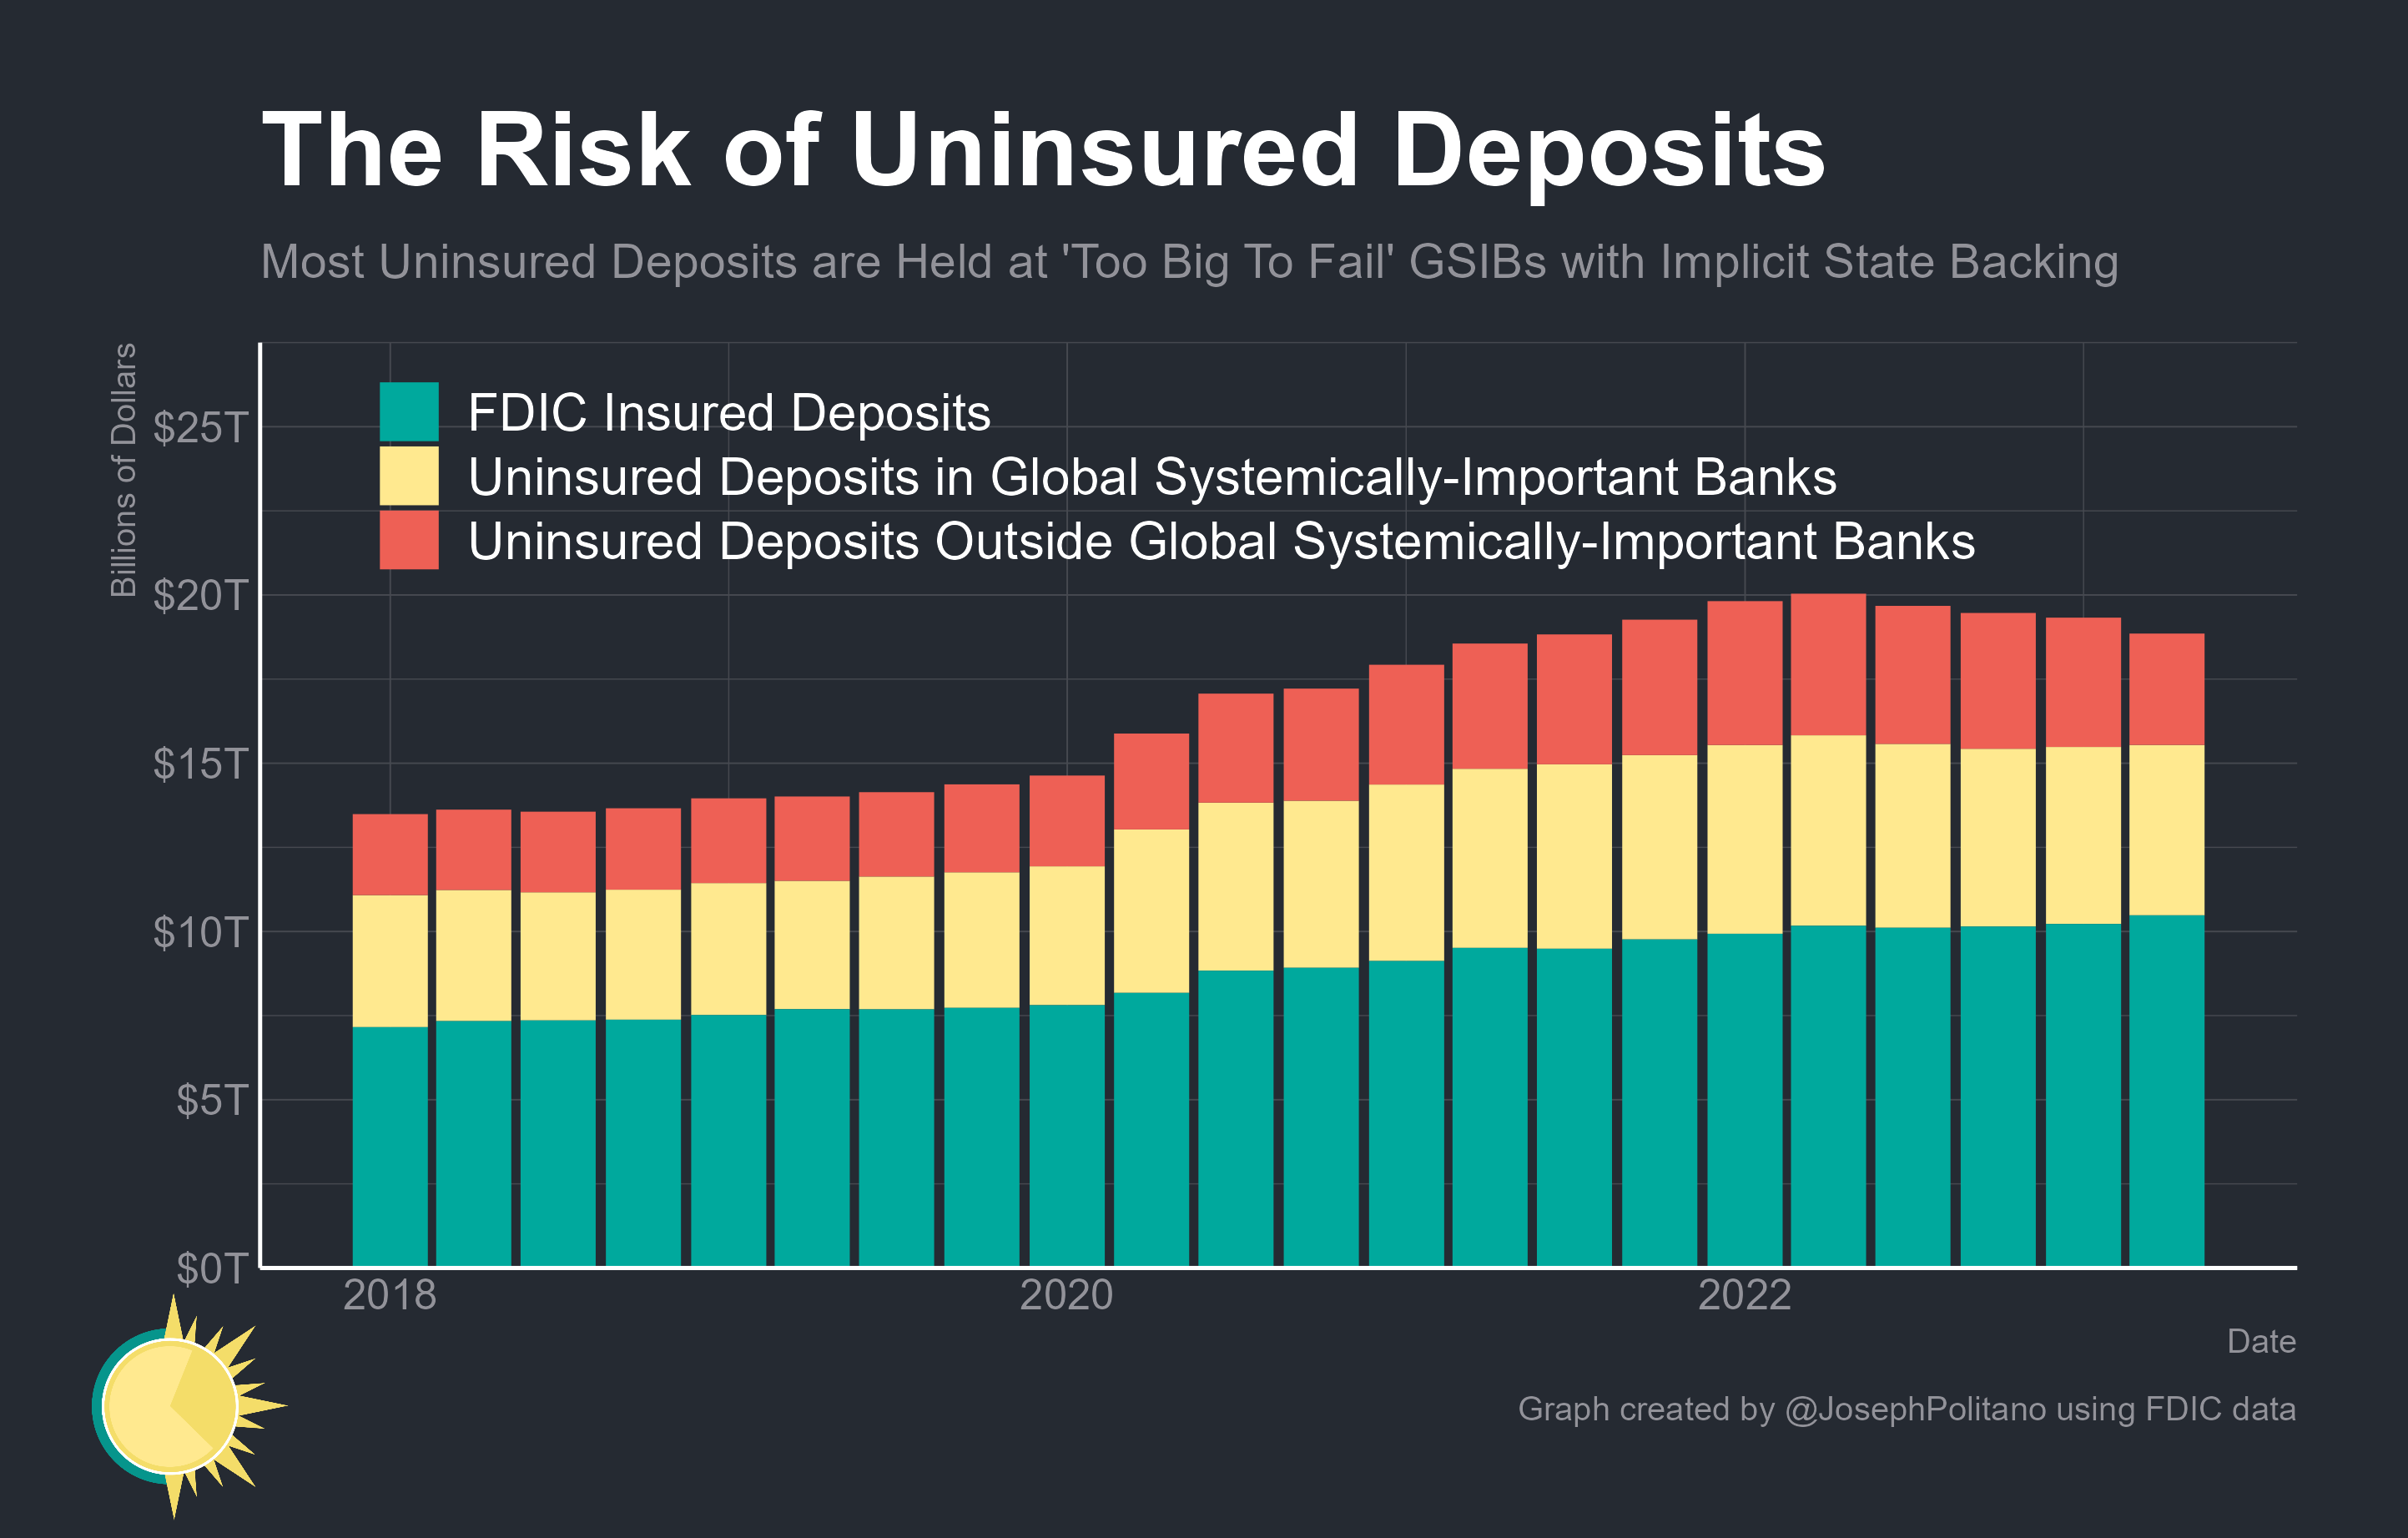 The Risk of Uninsured Deposits
Most Uninsured Deposits are Held at 'Too Big To Fail' GSIBs with Implicit State Backing
Billions of Dollars
FDIC Insured Deposits
Uninsured Deposits in Global Systemically-Important Banks
Uninsured Deposits Outside Global Systemically-Important Banks
$25T
$20T
$15T
$10T
$5T
$0T
2018
2020
2022
Date
Graph created by @JosephPolitano using FDIC data